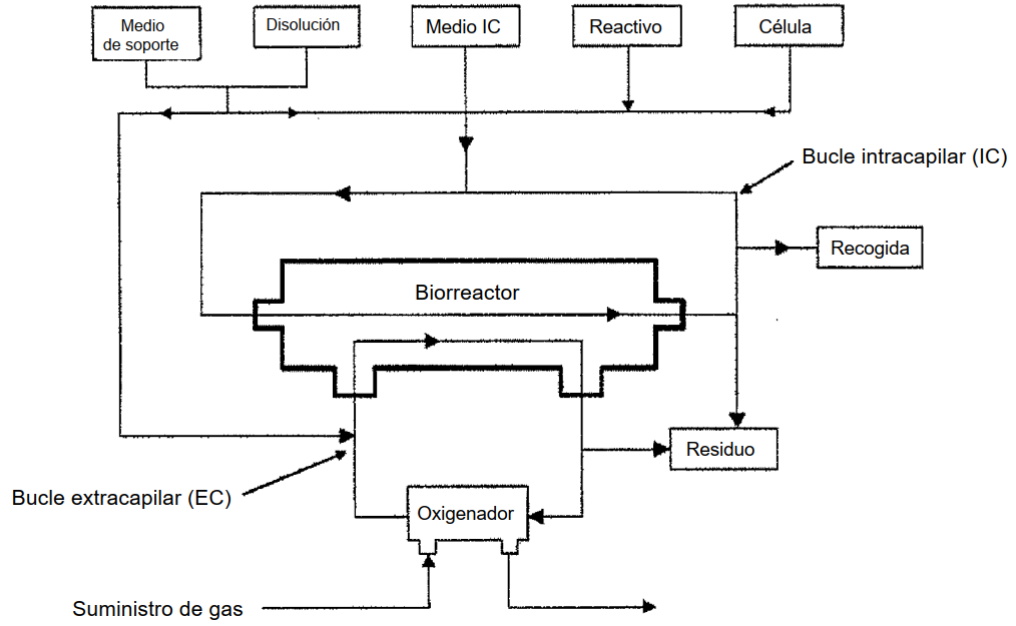 Medio
de soporte
Disolución
Medio IC
Reactivo
Célula
Bucle intracapilar (IC)
Recogida
Biorreactor
Residuo
Bucle extracapilar (EC)
Oxigenador
Suministro de gas